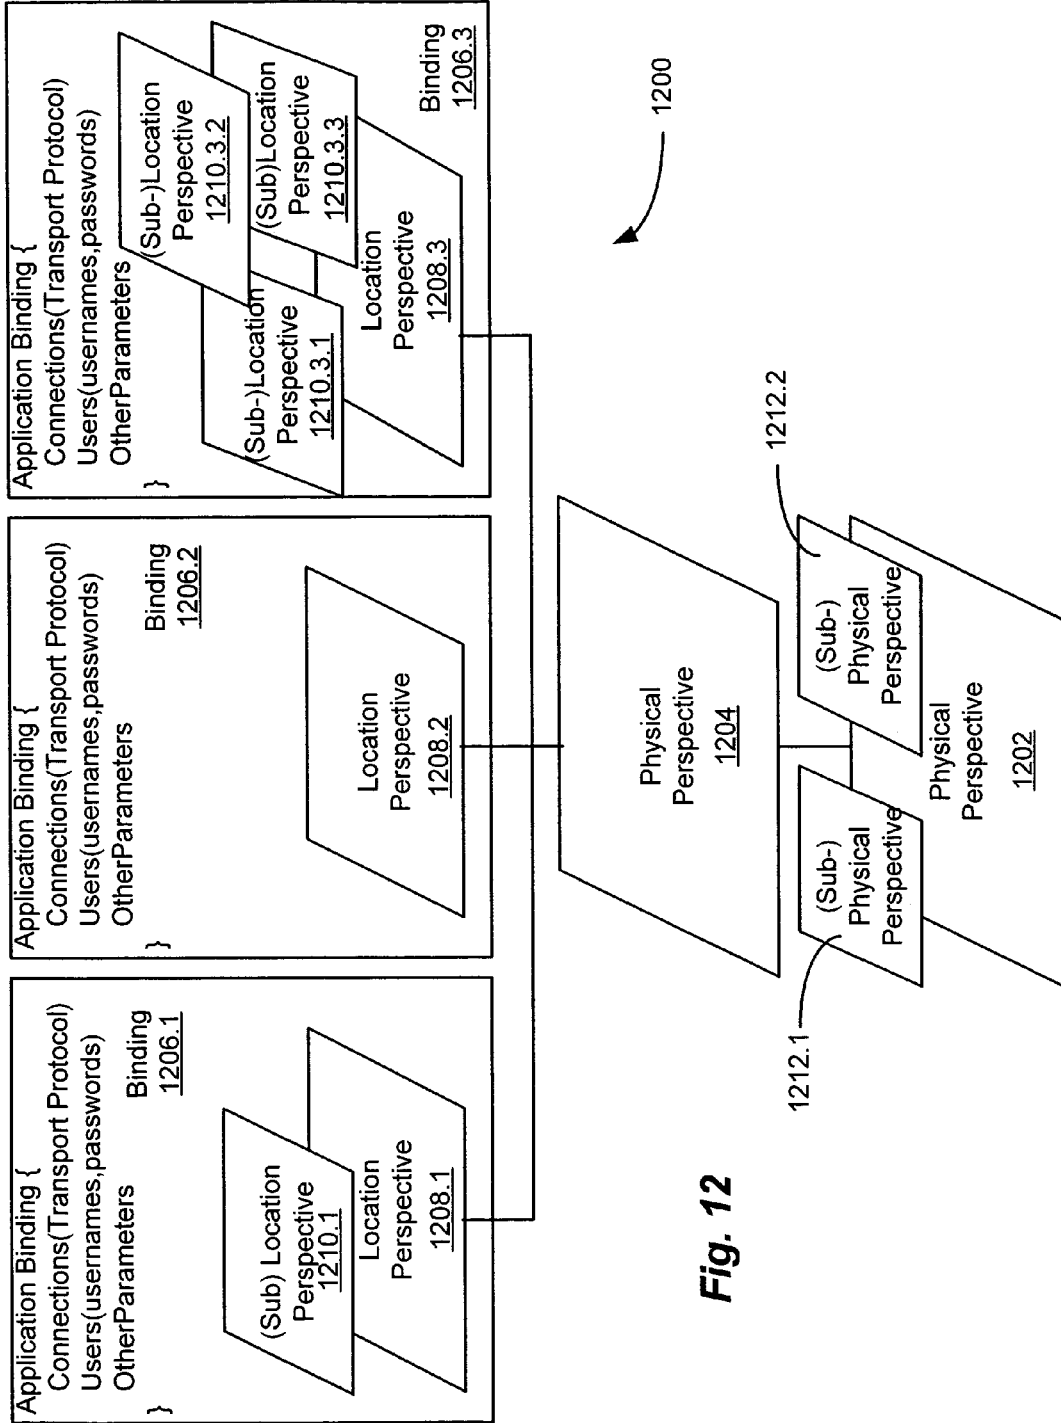 Application Binding {
Connections(Transport Protocol)
Users(usernames,passwords)
OtherParameters
}
Binding
1206.1
(Sub) Location
Perspective
1210.1
Location
Perspective
1208.1
Application Binding {
Connections(Transport Protocol)
Users(usernames,passwords)
OtherParameters
}
Binding
1206.2
Location
Perspective
1208.2
Application Binding {
Connections(Transport Protocol)
Users(usernames,passwords)
OtherParameters
}
(Sub-)Location
Perspective
1210.3.1
(Sub-)Location
Perspective
1210.3.2
(Sub)Location
Perspective
1210.3.3
Location
Perspective
1208.3
Binding
1206.3
Physical
Perspective
1204
1200
1212.1
(Sub-)
Physical
Perspective
(Sub-)
Physical
Perspective
1212.2
Physical
Perspective
1202
Fig. 12